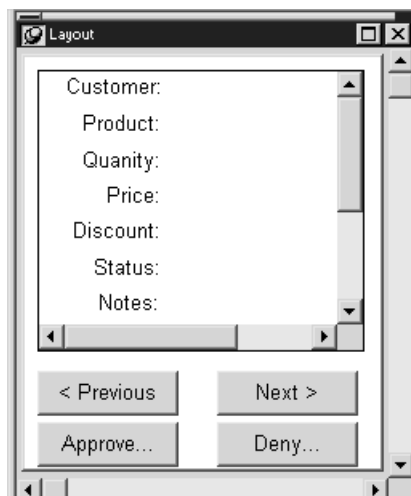 Layout
Customer:
Product:
Quanity:
Price:
Discount:
Status:
Notes:
< Previous Next >
Approve... Deny...